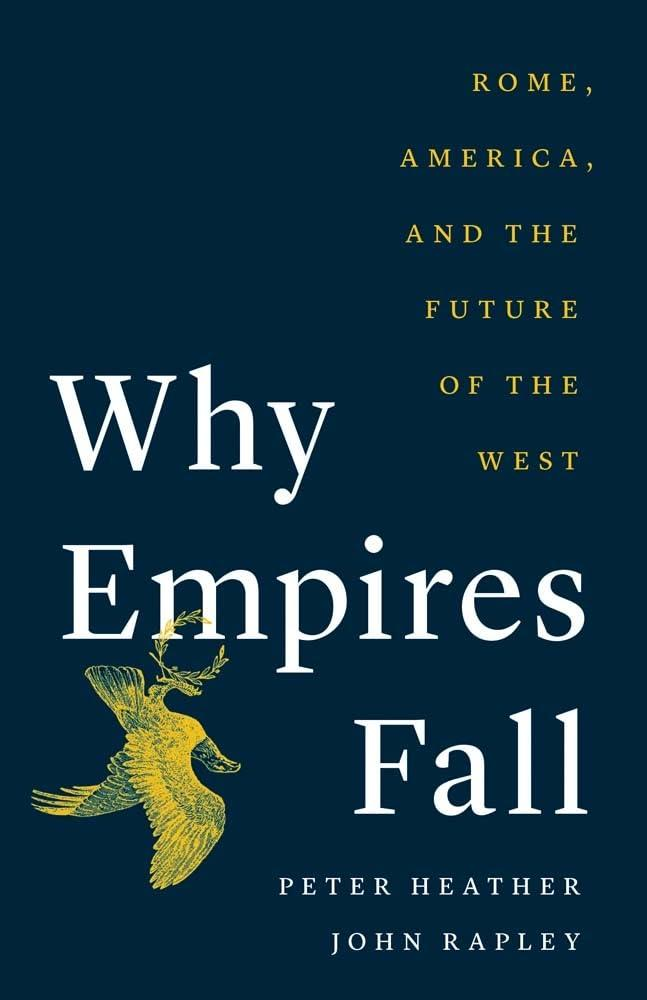 ROME,
AMERICA,
AND THE
FUTURE
OF THE
WEST
Why
Empires
Fall
PETER HEATHER
JOHN RAPLEY